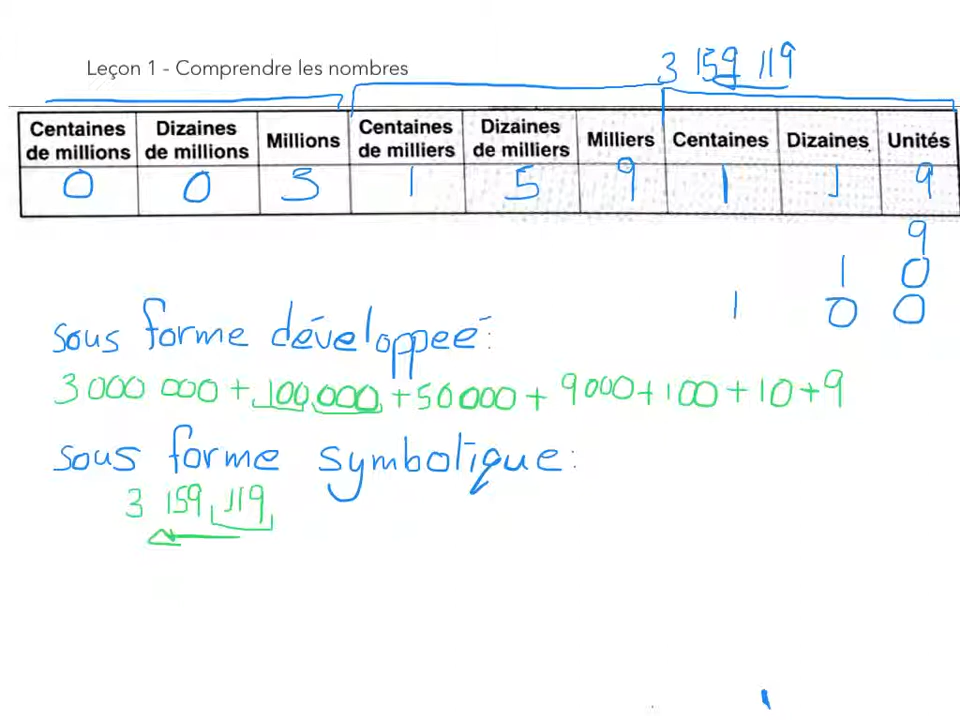 3 159 119
Leçon 1 - Comprendre les nombres
Centaines de millions Dizaines de millions Millions Centaines de milliers Dizaines de milliers Milliers Centaines Dizaines Unités
0 0 3 1 5 9 1 1 9
9
1 0
1 0 0
sous forme développeé:
3 000 000 + 100 000 + 50 000 + 9 000 + 100 + 10 + 9
sous forme symbolique:
3 159 119